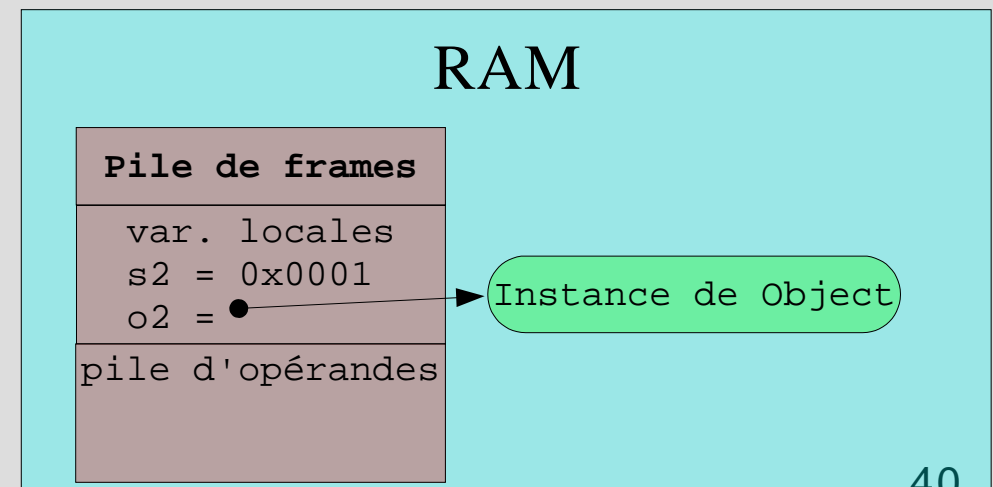 RAM
Pile de frames
var. locales
s2 = 0x0001
o2 =
Instance de Object
pile d'opérandes
40